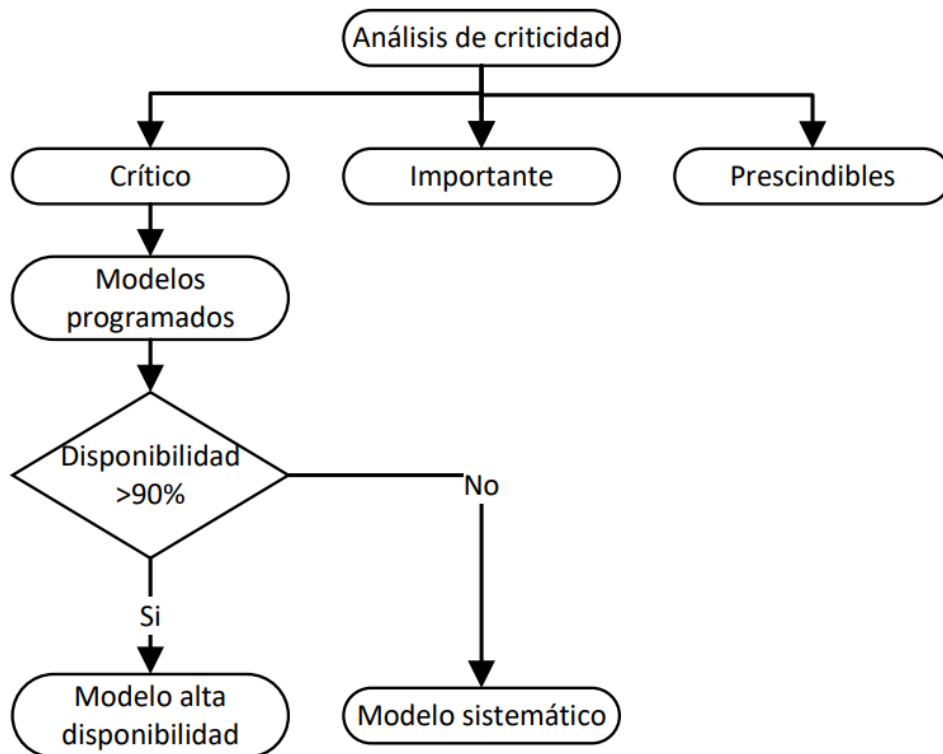 Análisis de criticidad
Crítico
Importante
Prescindibles
Modelos
programados
Disponibilidad
>90%
No
Si
Modelo alta
disponibilidad
Modelo sistemático